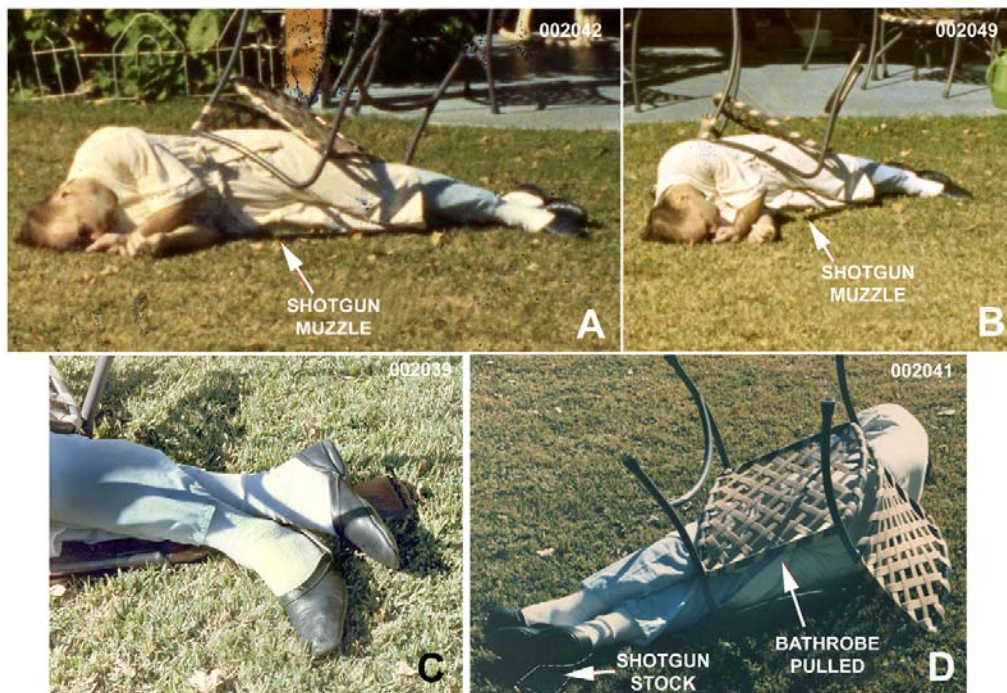 002042
SHOTGUN
MUZZLE
A
002049
SHOTGUN
MUZZLE
B
002039
C
002041
BATHROBE
PULLED
SHOTGUN
STOCK
D